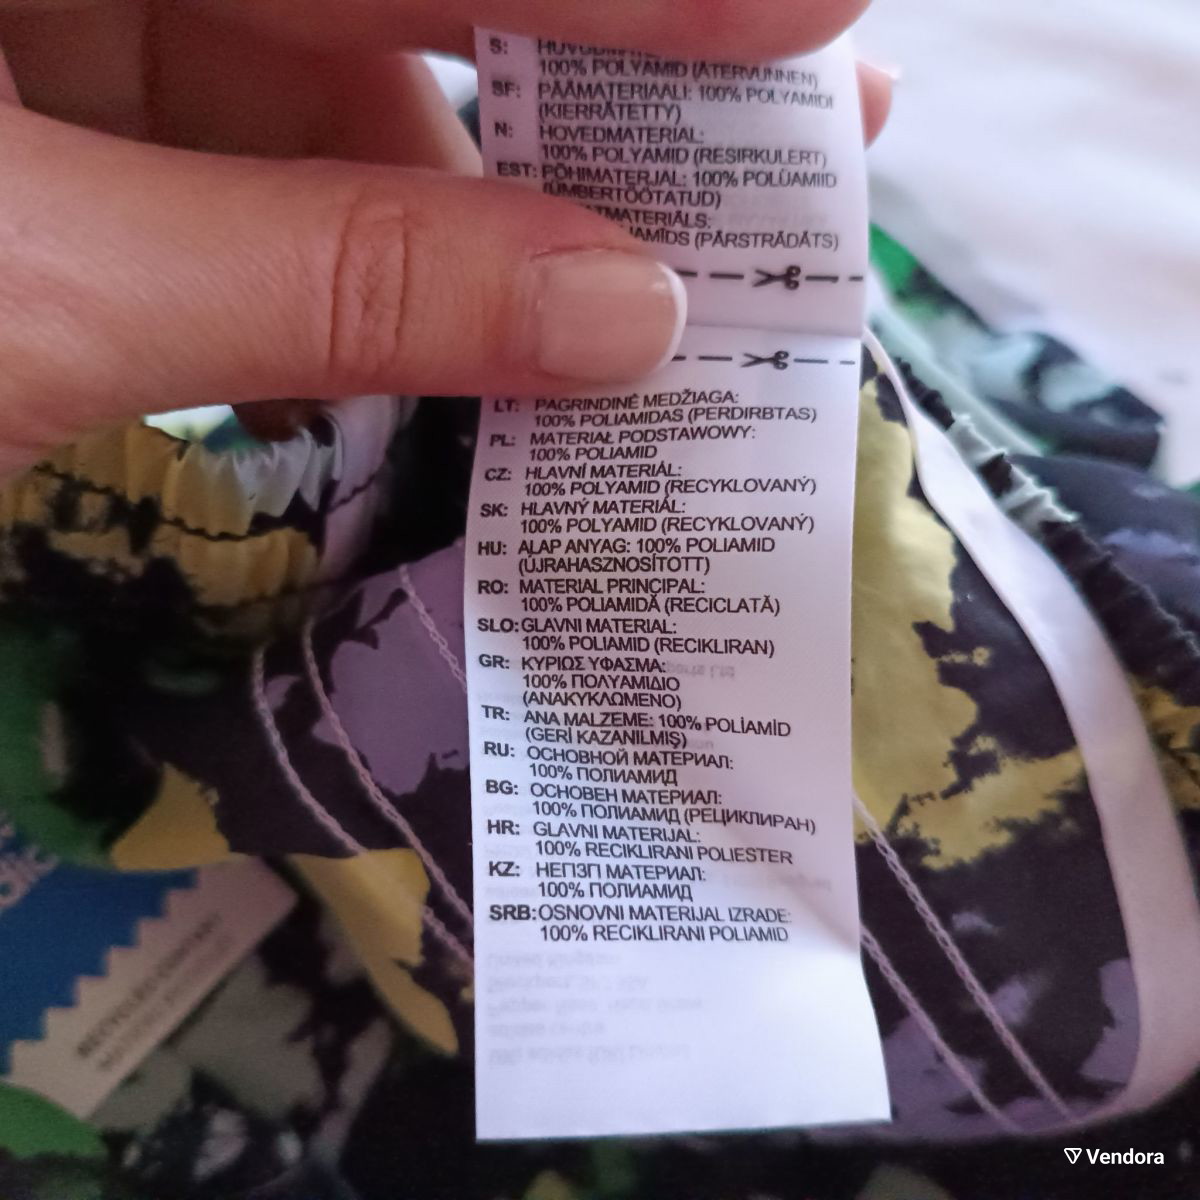 S: HUVUDMATERIAL:
100% POLYAMID (ÅTERVUNNEN)
SF: PÄÄMATERIAALI: 100% POLYAMIDI
(KIERRÄTETTY)
N: HOVEDMATERIAL:
100% POLYAMID (RESIRKULERT)
EST: PÕHIMATERJAL: 100% POLÜAMIID
(ÜMBERTÖÖTATUD)
(PĀRSTRĀDĀTS)
LT: PAGRINDINĖ MEDŽIAGA:
100% POLIAMIDAS (PERDIRBTAS)
PL: MATERIAŁ PODSTAWOWY:
100% POLIAMID
CZ: HLAVNÍ MATERIÁL:
100% POLYAMID (RECYKLOVANÝ)
SK: HLAVNÝ MATERIÁL:
100% POLYAMID (RECYKLOVANÝ)
HU: ALAP ANYAG: 100% POLIAMID
(ÚJRAHASZNOSÍTOTT)
RO: MATERIAL PRINCIPAL:
100% POLIAMIDĂ (RECICLATĂ)
SLO: GLAVNI MATERIAL:
100% POLIAMID (RECIKLIRAN)
GR: ΚΥΡΙΩΣ ΥΦΑΣΜΑ:
100% ΠΟΛΥΑΜΙΔΙΟ
(ΑΝΑΚΥΚΛΩΜΕΝΟ)
TR: ANA MALZEME: 100% POLİAMİD
(GERİ KAZANILMIŞ)
RU: ОСНОВНОЙ МАТЕРИАЛ:
100% ПОЛИАМИД
BG: ОСНОВЕН МАТЕРИАЛ:
100% ПОЛИАМИД (РЕЦИКЛИРАН)
HR: GLAVNI MATERIJAL:
100% RECIKLIRANI POLIESTER
KZ: НЕГІЗГІ МАТЕРИАЛ:
100% ПОЛИАМИД
SRB: OSNOVNI MATERIJAL IZRADE:
100% RECIKLIRANI POLIAMID
Vendora